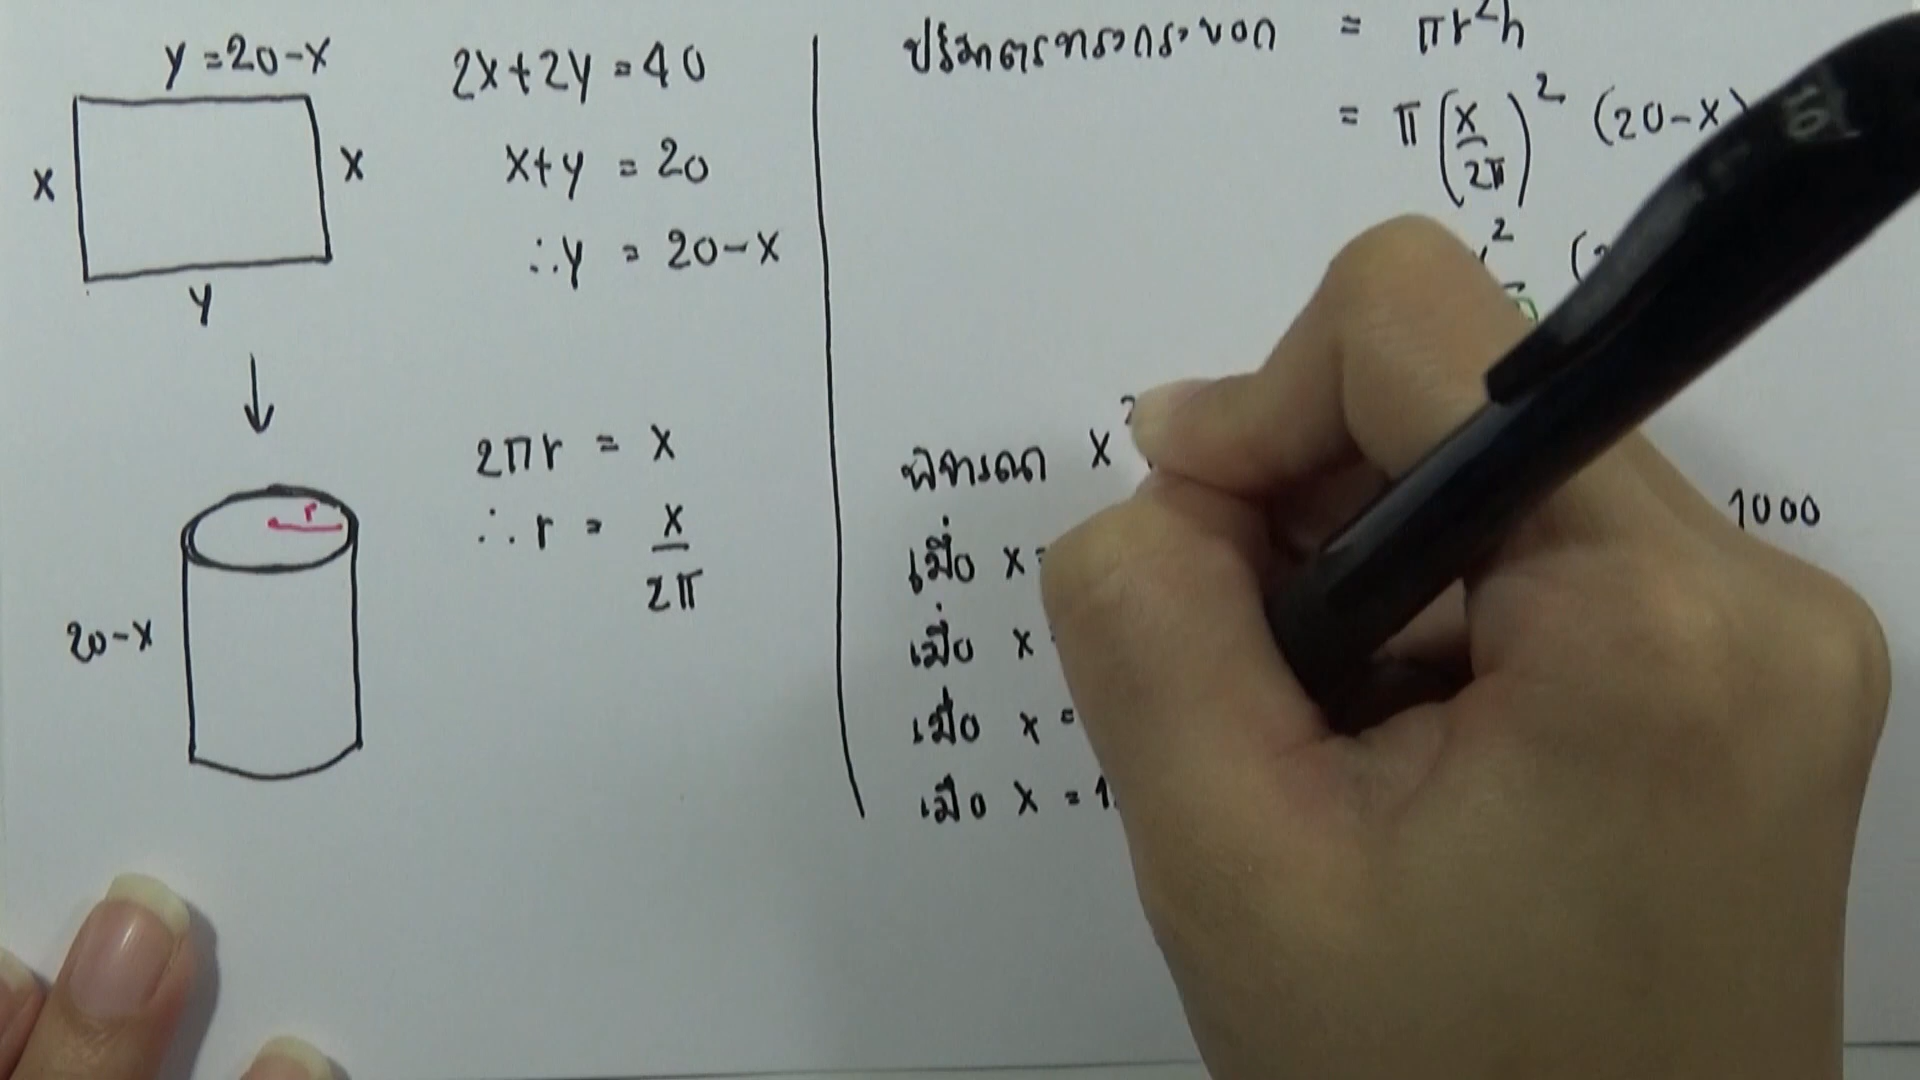 y = 20-x
x
x
y
2x+2y = 40
x+y = 20
∴y = 20-x
2πr = x
∴ r = x/2π
r
20-x
ปริมาตรทรงกระบอก = πr²h
= π(x/2π)² (20-x)
พิจารณา x
1000
เมื่อ x =
เมื่อ x
เมื่อ x =
เมื่อ x = 1